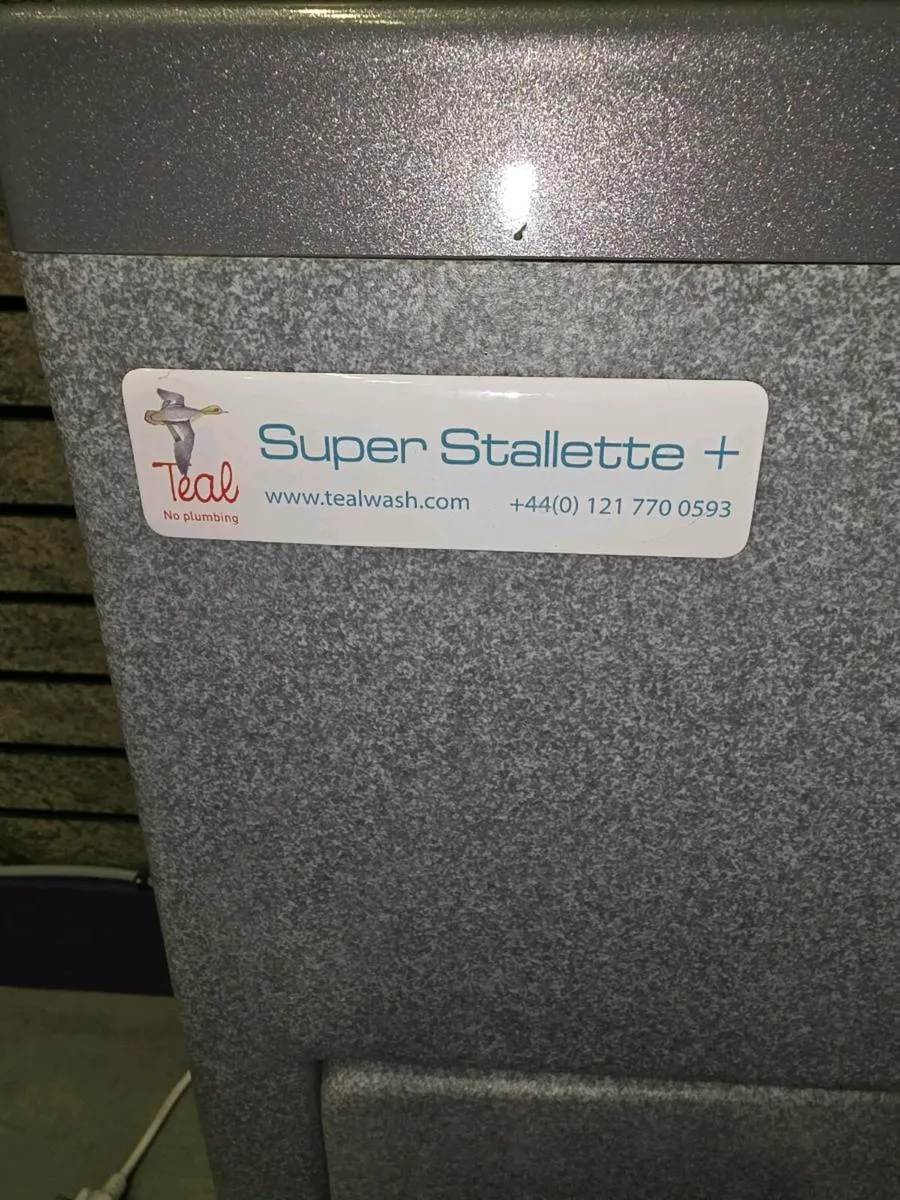 Super Stallette +
Teal
www.tealwash.com +44(0) 121 770 0593
No plumbing